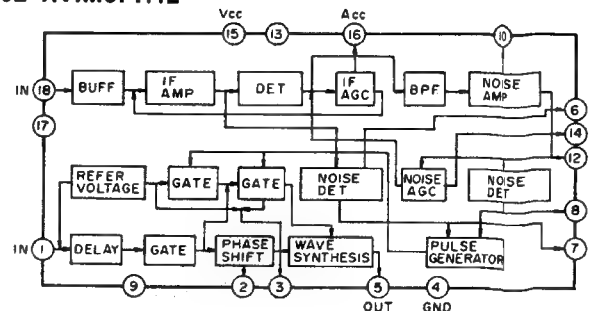 Vcc Acc
15 13 16 10
IN 18 BUFF IF AMP DET IF AGC BPF NOISE AMP
17 6
14
12
REFER VOLTAGE GATE GATE NOISE DET NOISE AGC NOISE DET
8
IN 1 DELAY GATE PHASE SHIFT WAVE SYNTHESIS PULSE GENERATOR 7
9 2 3 5 4
OUT GND